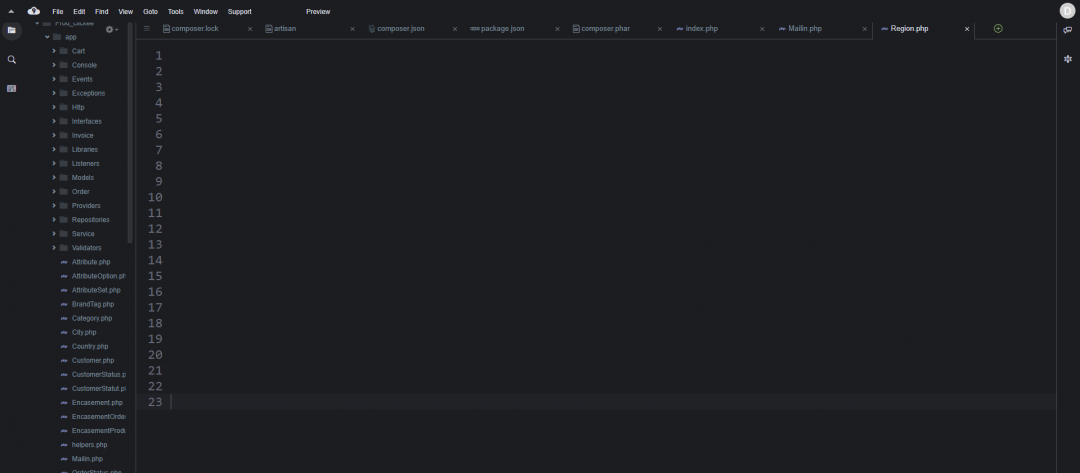 File Edit Find View Goto Tools Window Support Preview
D
composer.lock × artisan × composer.json × package.json × composer.phar × index.php × Mailin.php × Region.php ×
app
Cart
Console
Events
Exceptions
Http
Interfaces
Invoice
Libraries
Listeners
Models
Order
Providers
Repositories
Service
Validators
Attribute.php
AttributeOption.ph
AttributeSet.php
BrandTag.php
Category.php
City.php
Country.php
Customer.php
CustomerStatus.p
CustomerStatut.pl
Encasement.php
EncasementOrde
EncasementProdu
helpers.php
Mailin.php
OrderStatus.php
1
2
3
4
5
6
7
8
9
10
11
12
13
14
15
16
17
18
19
20
21
22
23